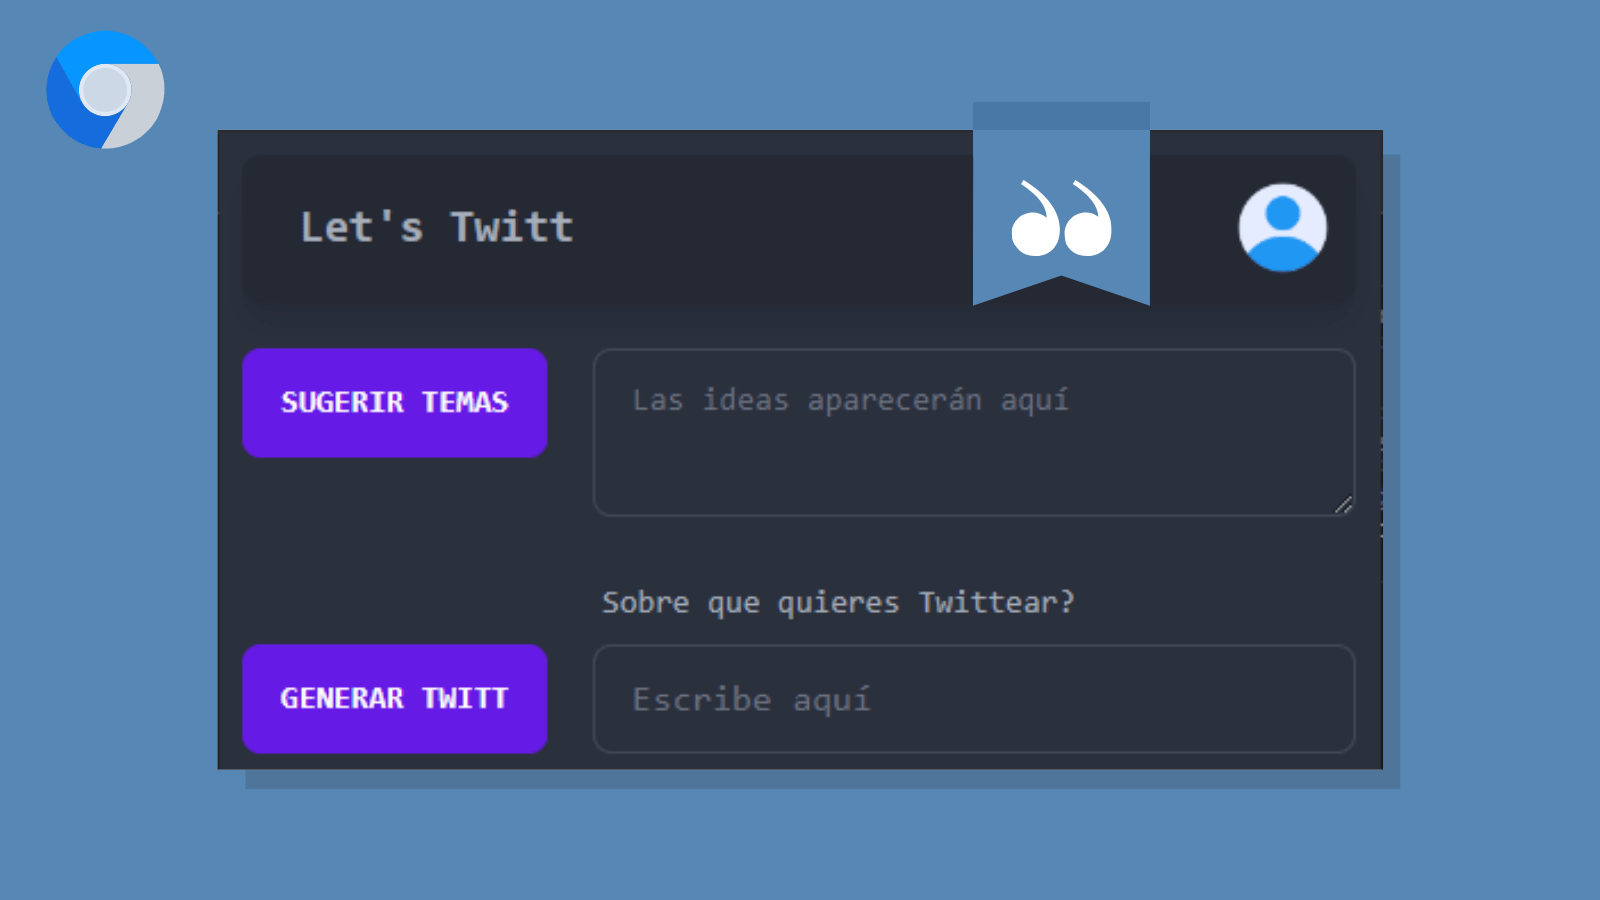 Let's Twitt
SUGERIR TEMAS
Las ideas aparecerán aquí
Sobre que quieres Twittear?
GENERAR TWITT
Escribe aquí